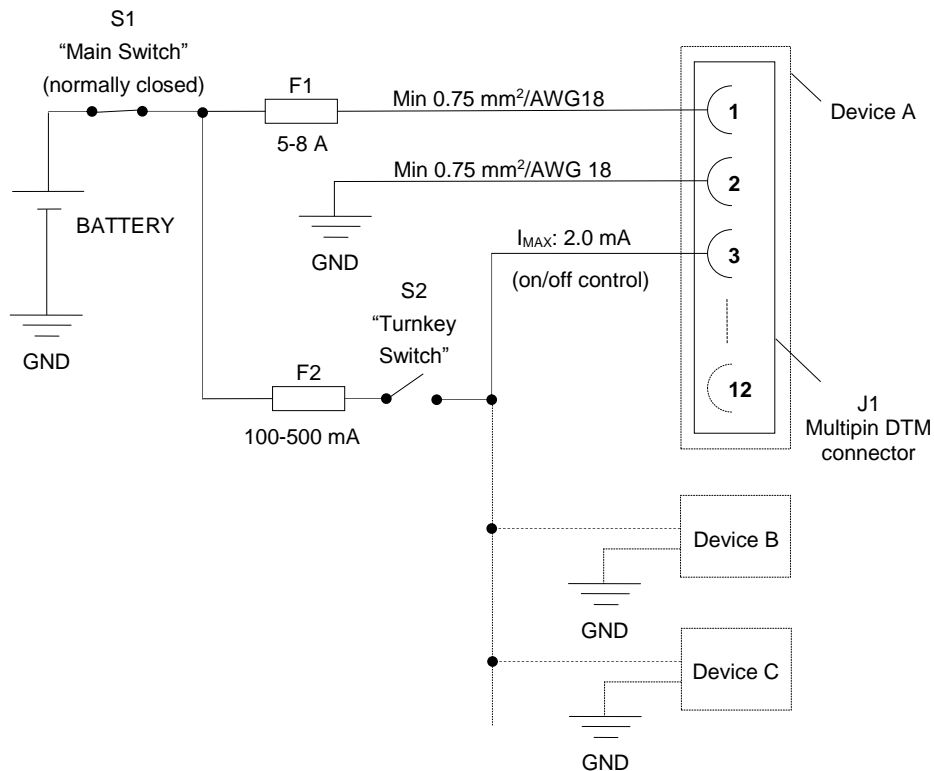 S1
“Main Switch”
(normally closed)
F1
5-8 A
Min 0.75 mm²/AWG18
1
Device A
Min 0.75 mm²/AWG 18
2
BATTERY
GND
IMAX: 2.0 mA
3
(on/off control)
S2
“Turnkey
Switch”
GND
F2
100-500 mA
12
J1
Multipin DTM
connector
Device B
GND
Device C
GND